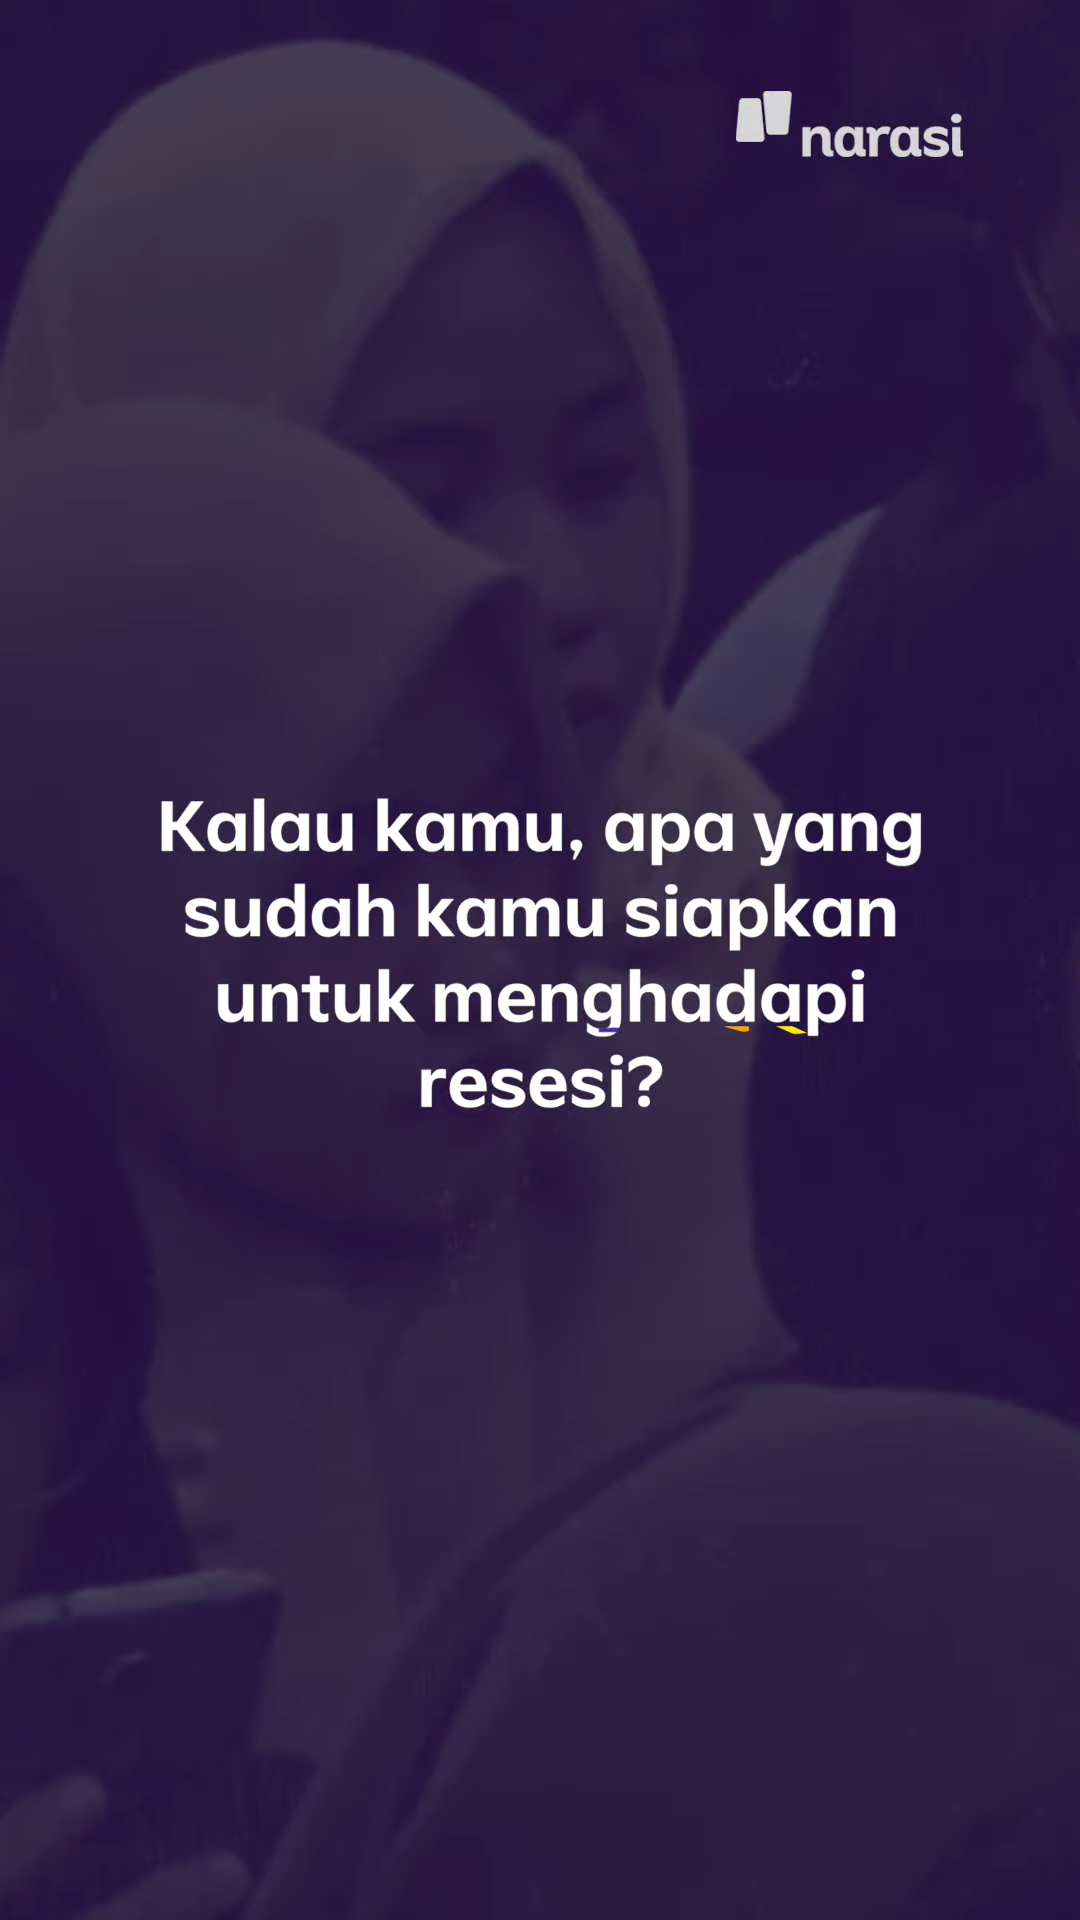 narasi
Kalau kamu, apa yang
sudah kamu siapkan
untuk menghadapi
resesi?